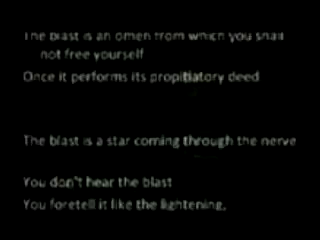 The blast is an omen from which you shall
not free yourself
Once it performs its propitiatory deed
The blast is a star coming through the nerve
You don't hear the blast
You foretell it like the lightening,